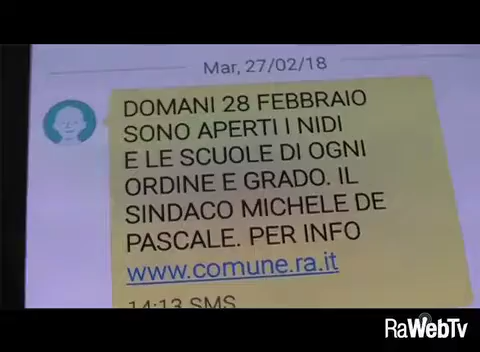 Mar, 27/02/18
DOMANI 28 FEBBRAIO
SONO APERTI I NIDI
E LE SCUOLE DI OGNI
ORDINE E GRADO. IL
SINDACO MICHELE DE
PASCALE. PER INFO
www.comune.ra.it
14:13 SMS
RaWebTv